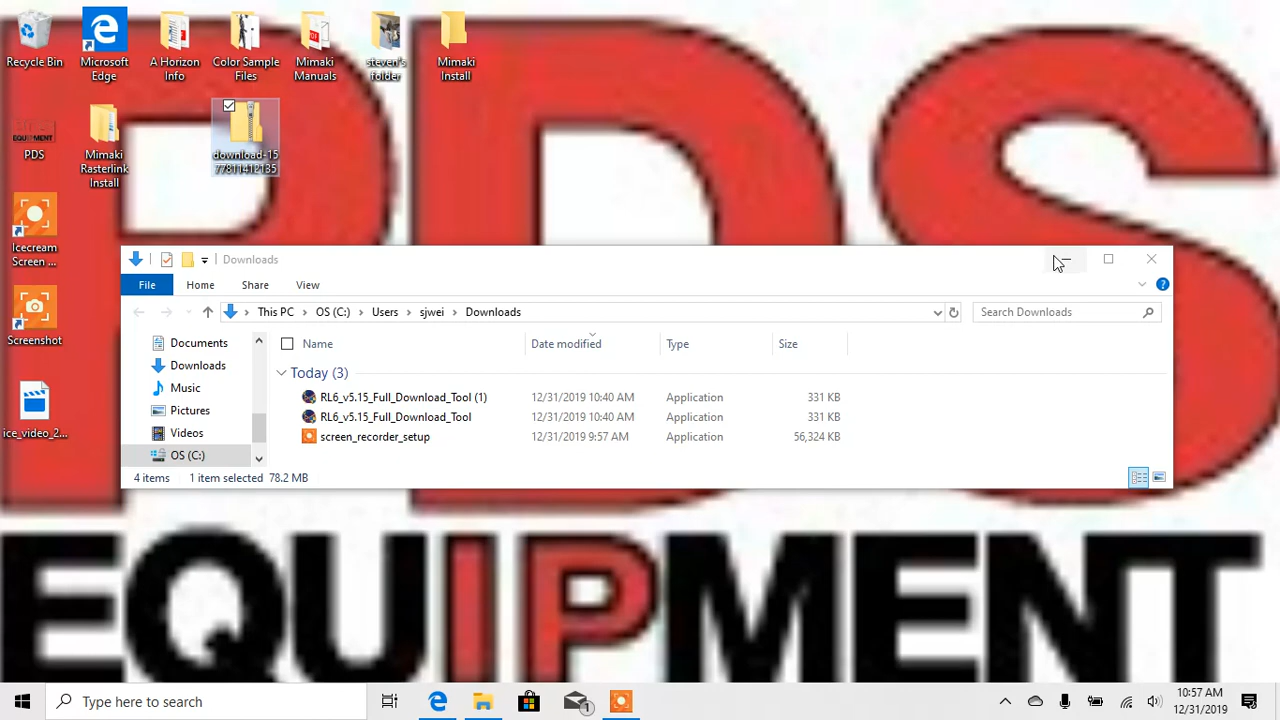 Recycle Bin
Microsoft
Edge
A Horizon
Info
Color Sample
Files
Mimaki
Manuals
steven's
folder
Mimaki
Install
PDS
Mimaki
Rasterlink
Install
download-15
77811412135
Icecream
Screen ...
Screenshot
ice_video_2...
Downloads
File
Home
Share
View
This PC
OS (C:)
Users
sjwei
Downloads
Search Downloads
Documents
Downloads
Music
Pictures
Videos
OS (C:)
Name
Date modified
Type
Size
Today (3)
RL6_v5.15_Full_Download_Tool (1)
12/31/2019 10:40 AM
Application
331 KB
RL6_v5.15_Full_Download_Tool
12/31/2019 10:40 AM
Application
331 KB
screen_recorder_setup
12/31/2019 9:57 AM
Application
56,324 KB
4 items
1 item selected 78.2 MB
PDS
EQUIPMENT
Type here to search
1
10:57 AM
12/31/2019